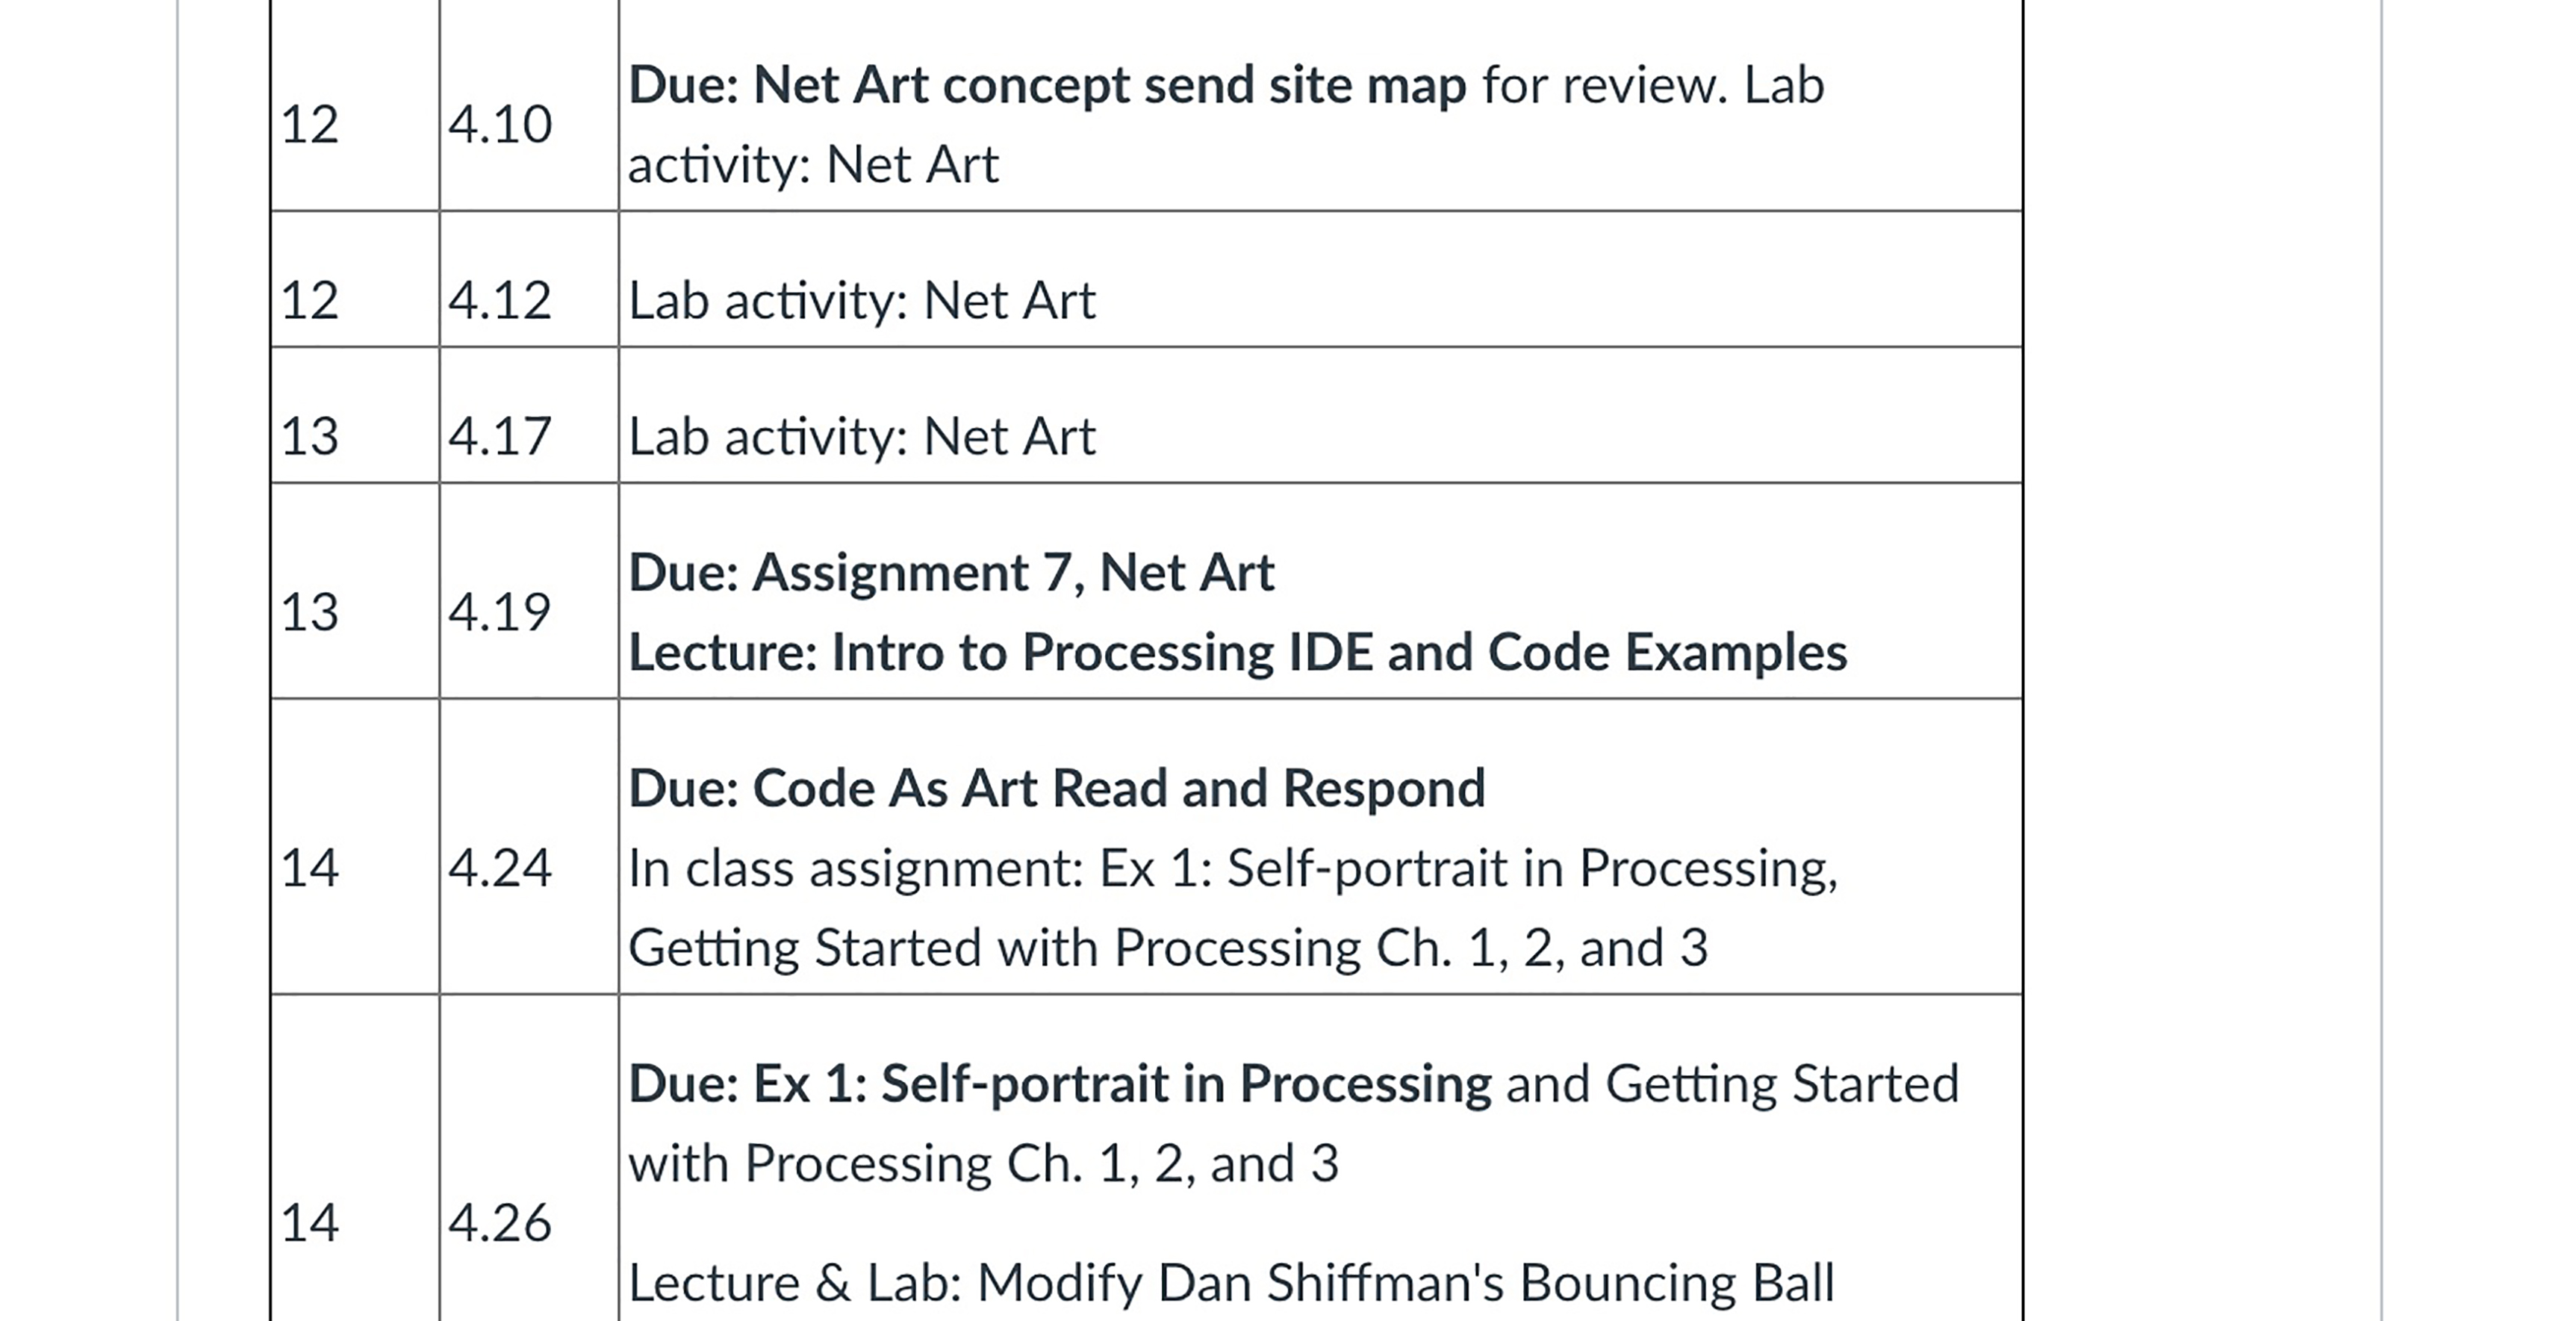 Due: Net Art concept send site map for review. Lab
12 4.10
activity: Net Art
12 4.12 Lab activity: Net Art
13 4.17 Lab activity: Net Art
Due: Assignment 7, Net Art
13 4.19
Lecture: Intro to Processing IDE and Code Examples
Due: Code As Art Read and Respond
14 4.24 In class assignment: Ex 1: Self-portrait in Processing,
Getting Started with Processing Ch. 1, 2, and 3
Due: Ex 1: Self-portrait in Processing and Getting Started
with Processing Ch. 1, 2, and 3
14 4.26
Lecture & Lab: Modify Dan Shiffman's Bouncing Ball